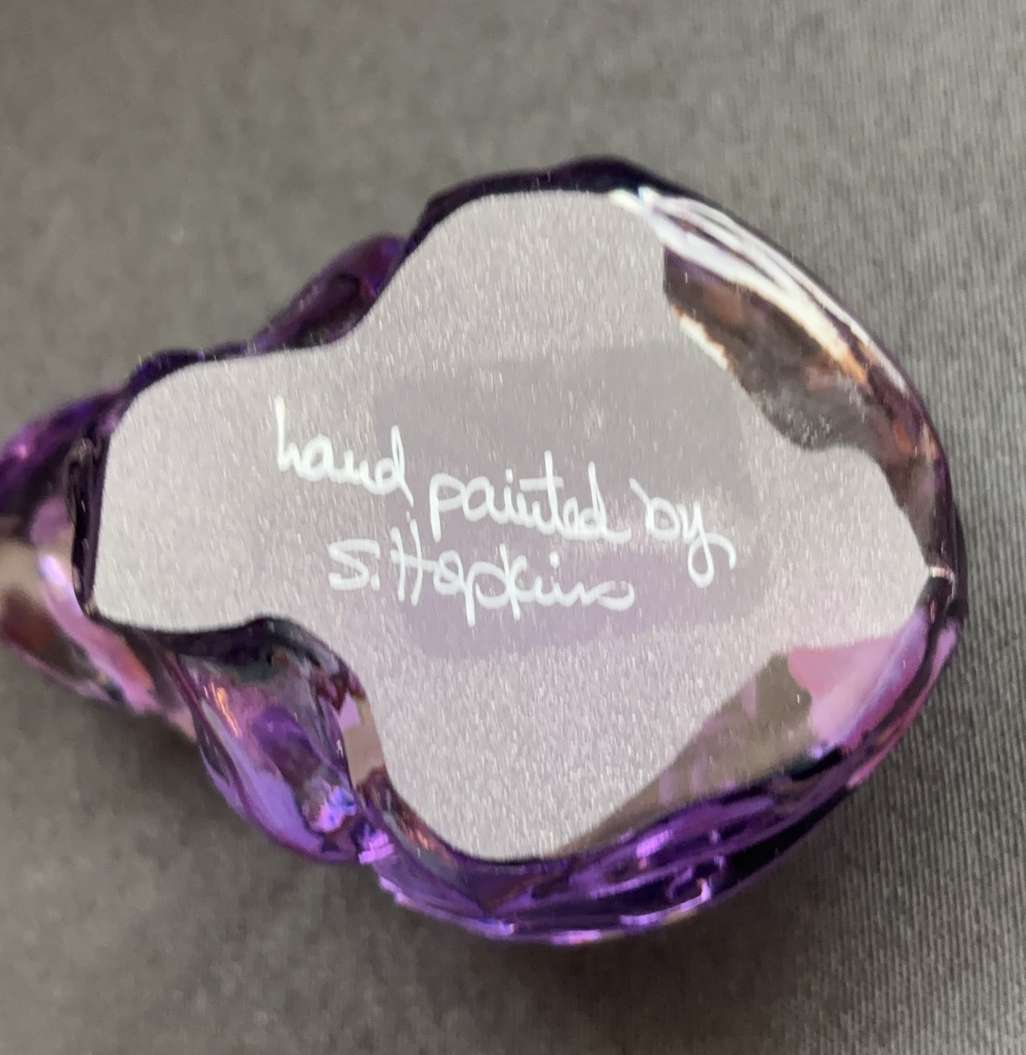 hand painted by
S. Hopkins